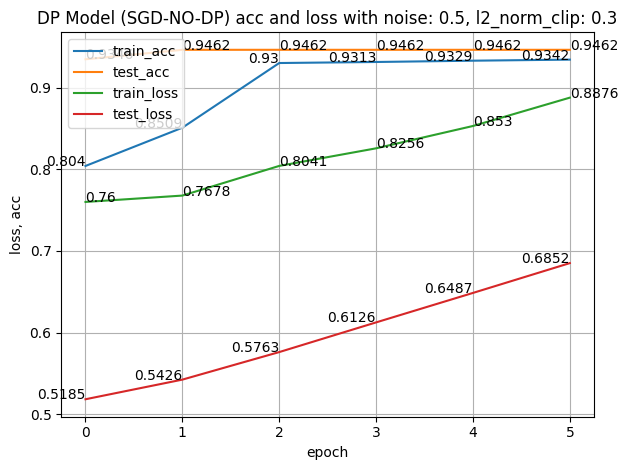 DP Model (SGD-NO-DP) acc and loss with noise: 0.5, l2_norm_clip: 0.3
train_acc
test_acc
train_loss
test_loss
0.9462 0.9462 0.9462 0.9462 0.9462
0.93 0.9313 0.9329 0.9342
0.8509
0.804
0.8876
0.853
0.8256
0.8041
0.7678
0.76
0.6852
0.6487
0.6126
0.5763
0.5426
0.5185
loss, acc
0.9
0.8
0.7
0.6
0.5
0 1 2 3 4 5
epoch